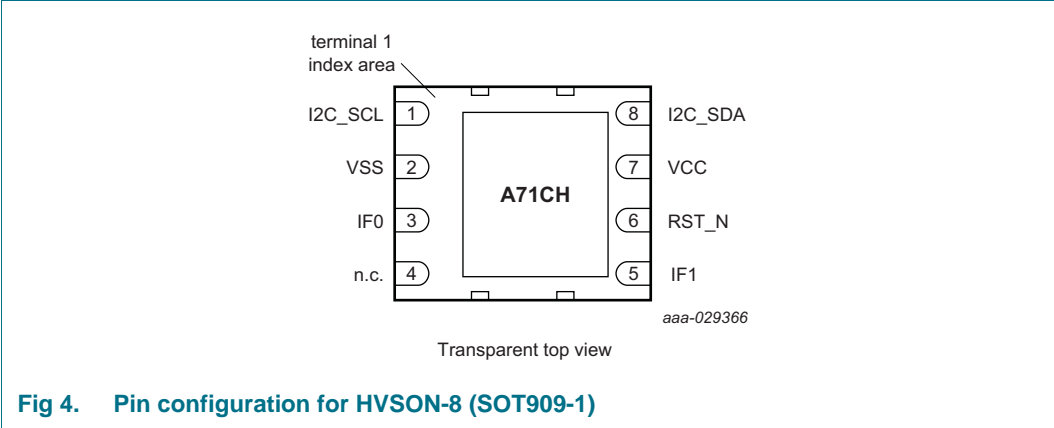 terminal 1
index area
I2C_SCL 1
8 I2C_SDA
VSS 2
7 VCC
A71CH
IF0 3
6 RST_N
n.c. 4
5 IF1
aaa-029366
Transparent top view
Fig 4. Pin configuration for HVSON-8 (SOT909-1)